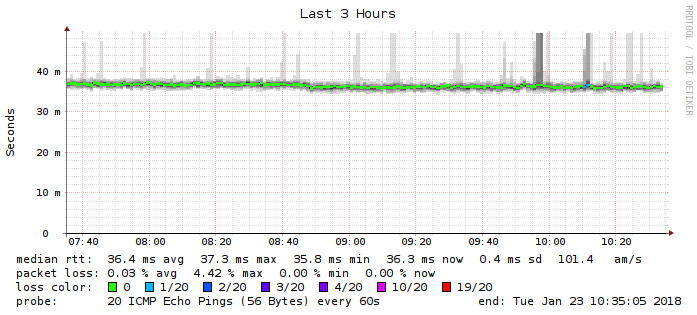 Last 3 Hours
RRDTOOL / TOBI OETIKER
Seconds
40 m
30 m
20 m
10 m
0
07:40 08:00 08:20 08:40 09:00 09:20 09:40 10:00 10:20
median rtt: 36.4 ms avg 37.3 ms max 35.8 ms min 36.3 ms now 0.4 ms sd 101.4 am/s
packet loss: 0.03 % avg 4.42 % max 0.00 % min 0.00 % now
loss color: 0 1/20 2/20 3/20 4/20 10/20 19/20
probe: 20 ICMP Echo Pings (56 Bytes) every 60s end: Tue Jan 23 10:35:05 2018